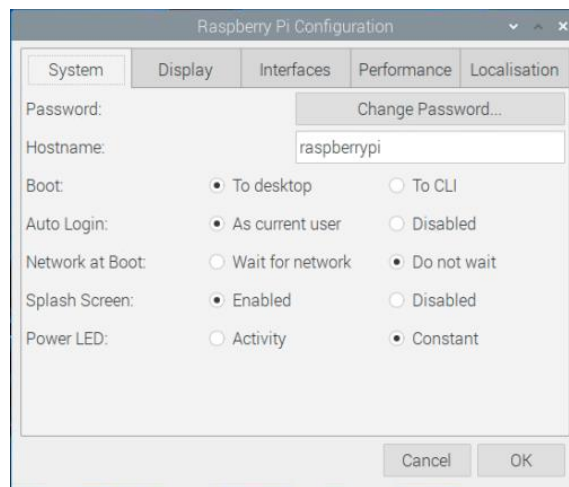 Raspberry Pi Configuration
System Display Interfaces Performance Localisation
Password: Change Password...
Hostname: raspberrypi
Boot: To desktop To CLI
Auto Login: As current user Disabled
Network at Boot: Wait for network Do not wait
Splash Screen: Enabled Disabled
Power LED: Activity Constant
Cancel OK